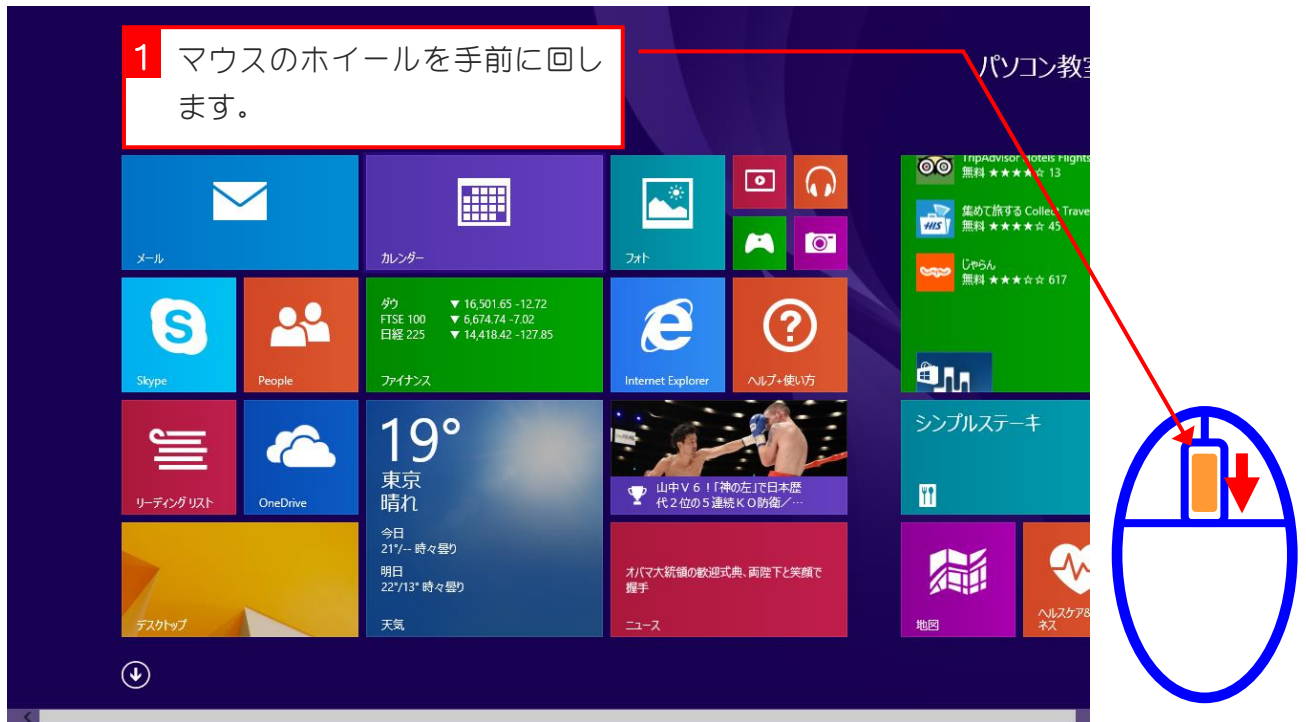 1
マウスのホイールを手前に回し
ます。
パソコン教
メール
カレンダー
フォト
TripAdvisor Hotels Flights
無料 ★★★★☆ 13
集めて旅する Collect Trave
HIS
無料 ★★★★☆ 45
じゃらん
無料 ★★★☆☆ 617
Skype
People
ダウ ▼ 16,501.65 -12.72
FTSE 100 ▼ 6,674.74 -7.02
日経 225 ▼ 14,418.42 -127.85
ファイナンス
Internet Explorer
ヘルプ+使い方
リーディング リスト
OneDrive
19°
東京
晴れ
今日
21°/-- 時々曇り
明日
22°/13° 時々曇り
天気
山中V6!「神の左」で日本歴
代2位の5連続KO防衛/…
シンプルステーキ
デスクトップ
オバマ大統領の歓迎式典、両陛下と笑顔で
握手
ニュース
地図
ヘルスケア&
ネス